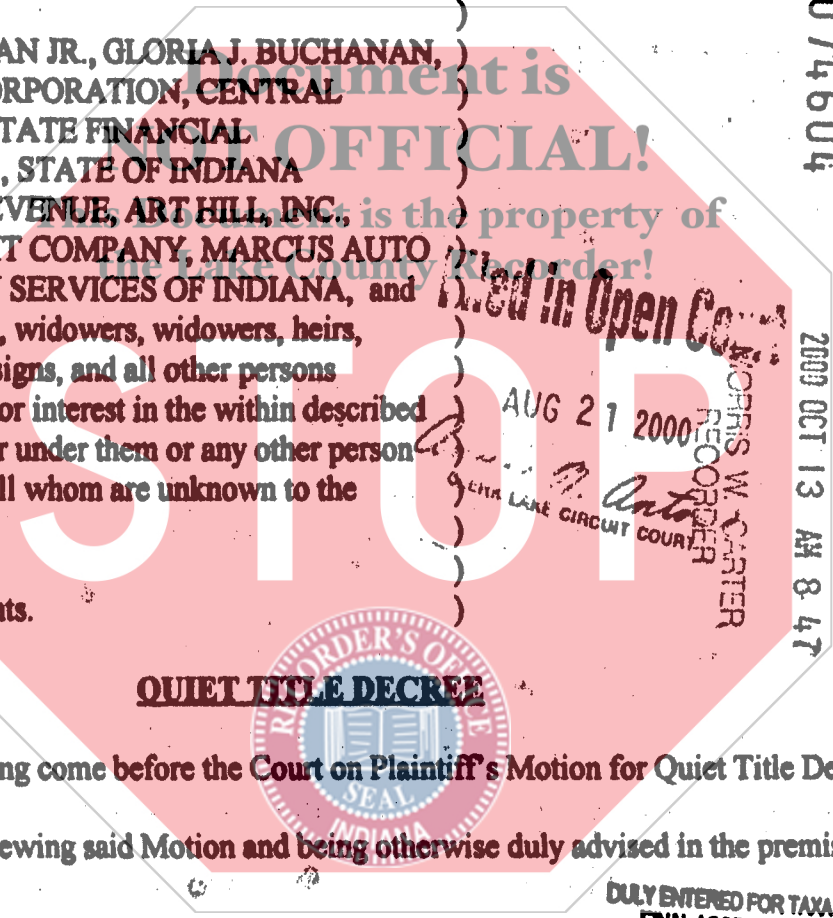 AN JR., GLORIA J. BUCHANAN, )
RPORATION, CENTRAL )
TATE FINANCIAL )
, STATE OF INDIANA )
EVENUE, ART HILL, INC., )
T COMPANY, MARCUS AUTO )
SERVICES OF INDIANA, and )
, widowers, widowers, heirs, )
signs, and all other persons )
or interest in the within described )
r under them or any other person )
ll whom are unknown to the )
nts. )
Document is
NOT OFFICIAL!
This Document is the property of
the Lake County Recorder!
STOP
Filed in Open
AUG 21 2000
CLERK LAKE CIRCUIT COURT
MORRIS W. CARTER
RECORDER
2000 OCT 13 AM 8 47
074604
QUIET TITLE DECREE
RECORDER'S OFFICE
SEAL
INDIANA
ng come before the Court on Plaintiff's Motion for Quiet Title De
ewing said Motion and being otherwise duly advised in the premis
DULY ENTERED FOR TAXA